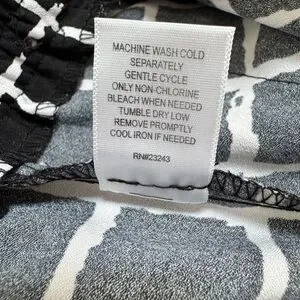 MACHINE WASH COLD
SEPARATELY
GENTLE CYCLE
ONLY NON-CHLORINE
BLEACH WHEN NEEDED
TUMBLE DRY LOW
REMOVE PROMPTLY
COOL IRON IF NEEDED
RN#23243